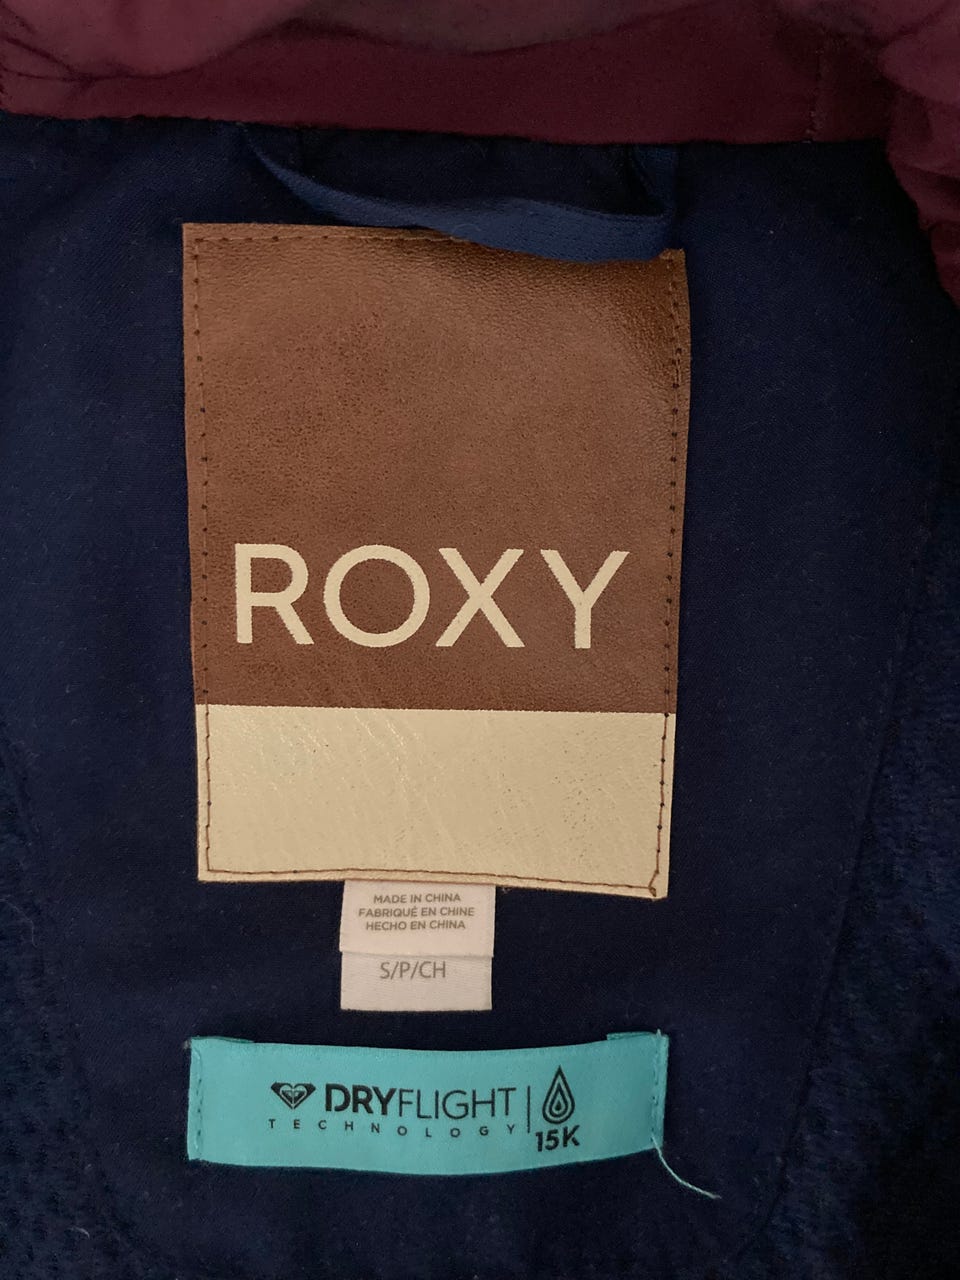 ROXY
MADE IN CHINA
FABRIQUÉ EN CHINE
HECHO EN CHINA
S/P/CH
DRYFLIGHT
TECHNOLOGY
15K